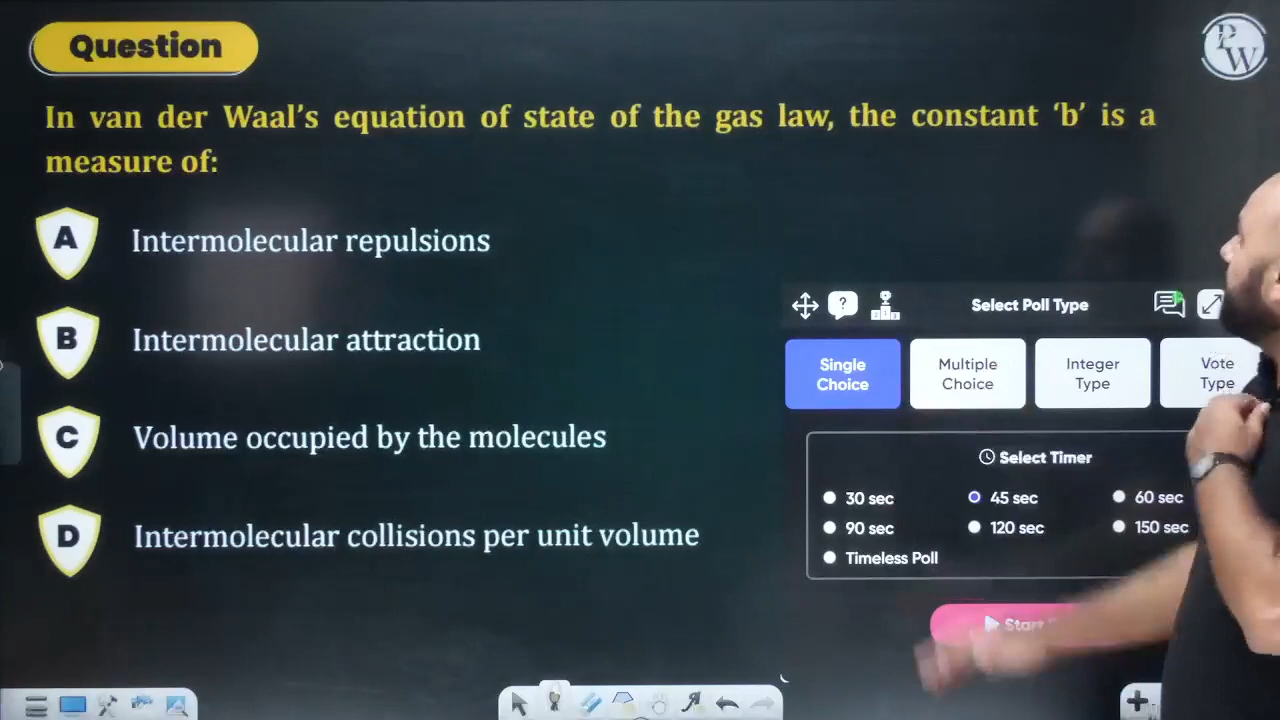 Question
PW
In van der Waal’s equation of state of the gas law, the constant ‘b’ is a
measure of:
A Intermolecular repulsions
B Intermolecular attraction
C Volume occupied by the molecules
D Intermolecular collisions per unit volume
Select Poll Type
Single Choice
Multiple Choice
Integer Type
Vote Type
Select Timer
30 sec
45 sec
60 sec
90 sec
120 sec
150 sec
Timeless Poll
Start